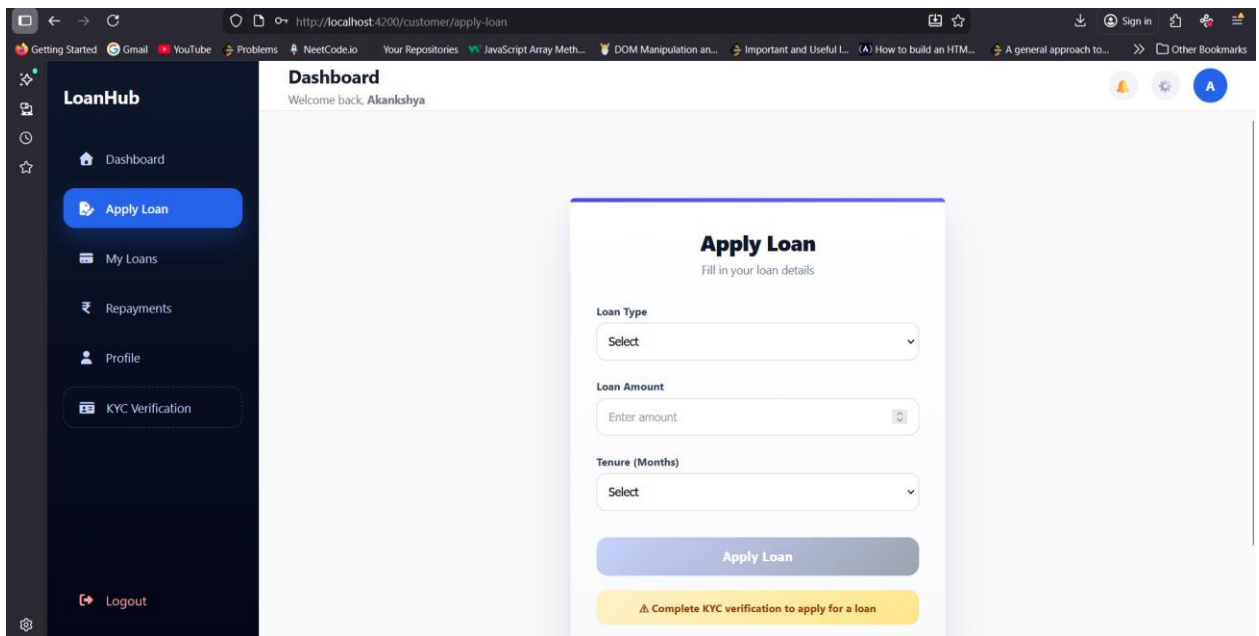 http://localhost:4200/customer/apply-loan
Sign in
Getting Started Gmail YouTube Problems NeetCode.io Your Repositories JavaScript Array Meth... DOM Manipulation an... Important and Useful l... How to build an HTM... A general approach to... Other Bookmarks
LoanHub
Dashboard
Welcome back, Akankshya
A
Dashboard
Apply Loan
My Loans
₹ Repayments
Profile
KYC Verification
Logout
Apply Loan
Fill in your loan details
Loan Type
Select
Loan Amount
Enter amount
Tenure (Months)
Select
Apply Loan
⚠ Complete KYC verification to apply for a loan